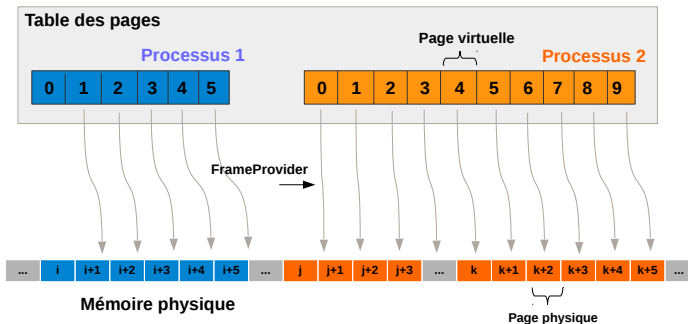 Table des pages
Page virtuelle
Processus 1
Processus 2
0 1 2 3 4 5
0 1 2 3 4 5 6 7 8 9
FrameProvider
... i i+1 i+2 i+3 i+4 i+5 ... j j+1 j+2 j+3 ... k k+1 k+2 k+3 k+4 k+5 ...
Mémoire physique
Page physique